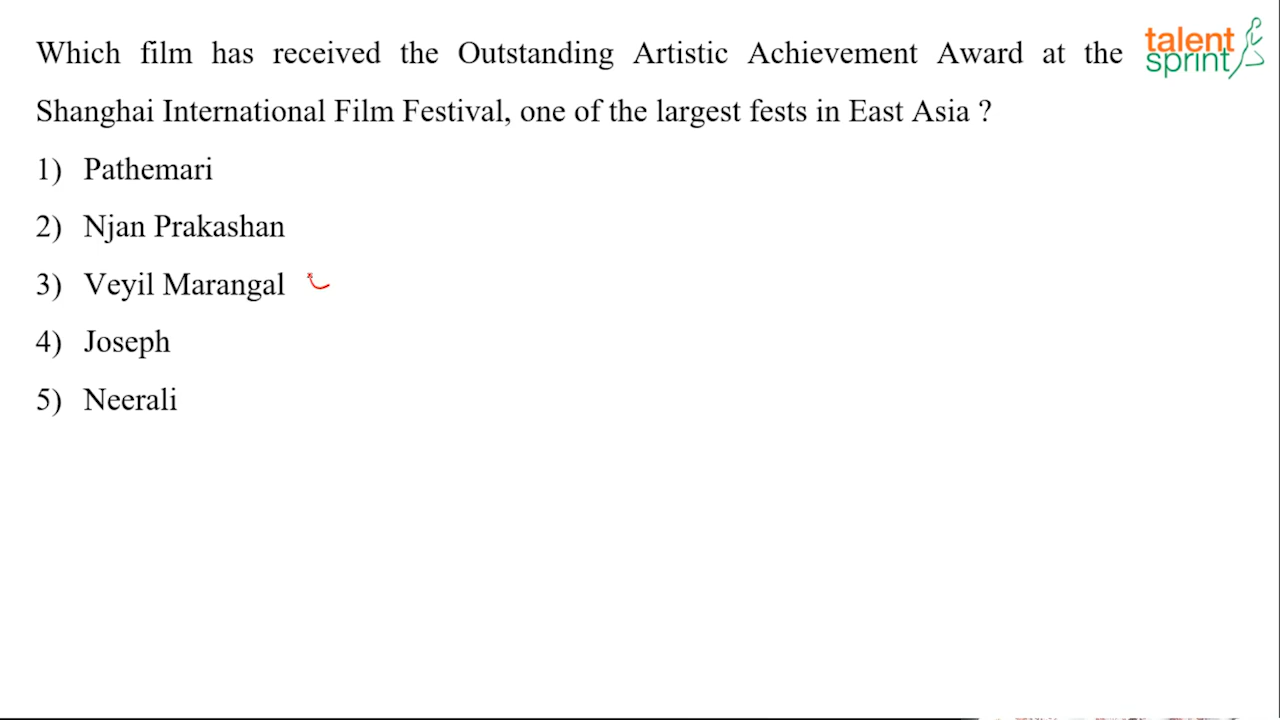 Which film has received the Outstanding Artistic Achievement Award at the
Shanghai International Film Festival, one of the largest fests in East Asia ?
1) Pathemari
2) Njan Prakashan
3) Veyil Marangal
4) Joseph
5) Neerali
talent
sprint